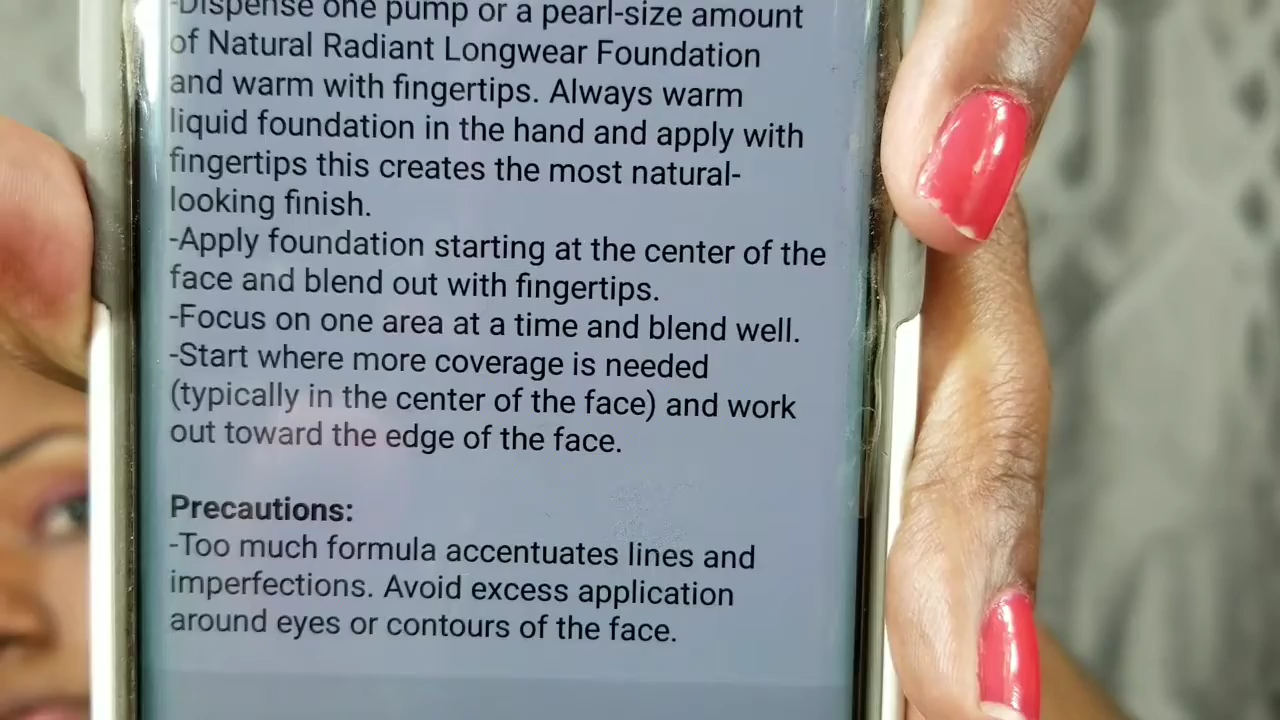 -Dispense one pump or a pearl-size amount
of Natural Radiant Longwear Foundation
and warm with fingertips. Always warm
liquid foundation in the hand and apply with
fingertips this creates the most natural-
looking finish.
-Apply foundation starting at the center of the
face and blend out with fingertips.
-Focus on one area at a time and blend well.
-Start where more coverage is needed
(typically in the center of the face) and work
out toward the edge of the face.
Precautions:
-Too much formula accentuates lines and
imperfections. Avoid excess application
around eyes or contours of the face.